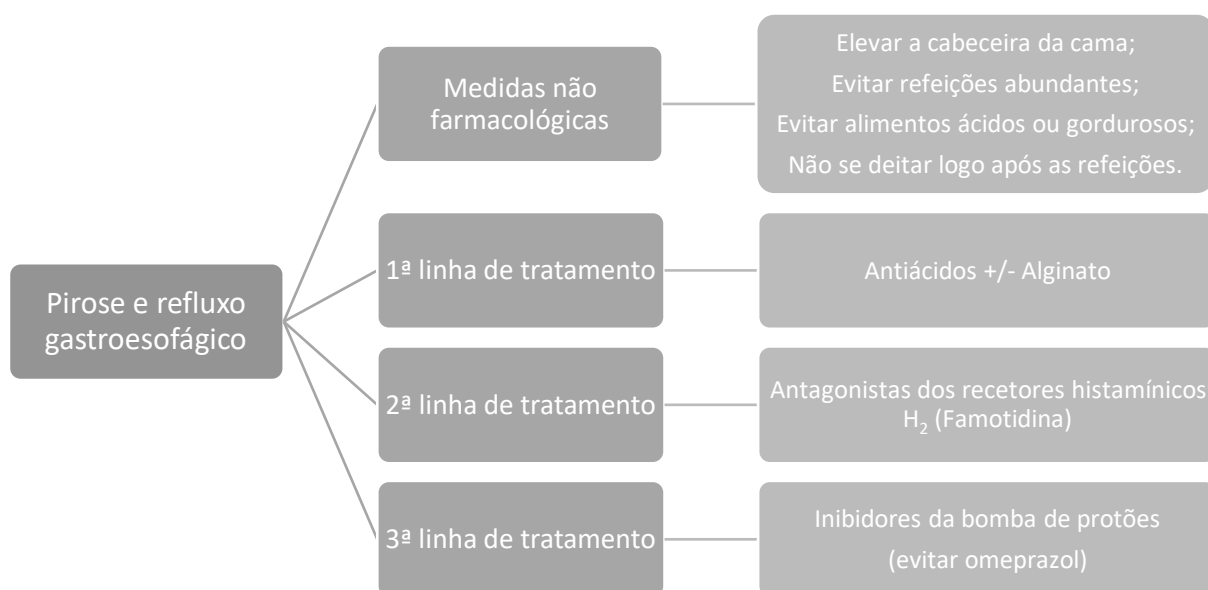 Pirose e refluxo
gastroesofágico
Medidas não
farmacológicas
Elevar a cabeceira da cama;
Evitar refeições abundantes;
Evitar alimentos ácidos ou gordurosos;
Não se deitar logo após as refeições.
1ª linha de tratamento
Antiácidos +/- Alginato
2ª linha de tratamento
Antagonistas dos recetores histamínicos
H₂ (Famotidina)
3ª linha de tratamento
Inibidores da bomba de protões
(evitar omeprazol)